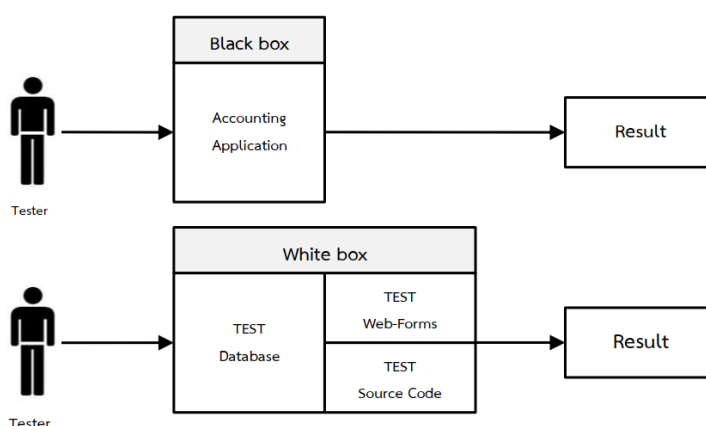 Black box
Accounting
Application
Result
Tester
White box
TEST
Database
TEST
Web-Forms
TEST
Source Code
Result
Tester